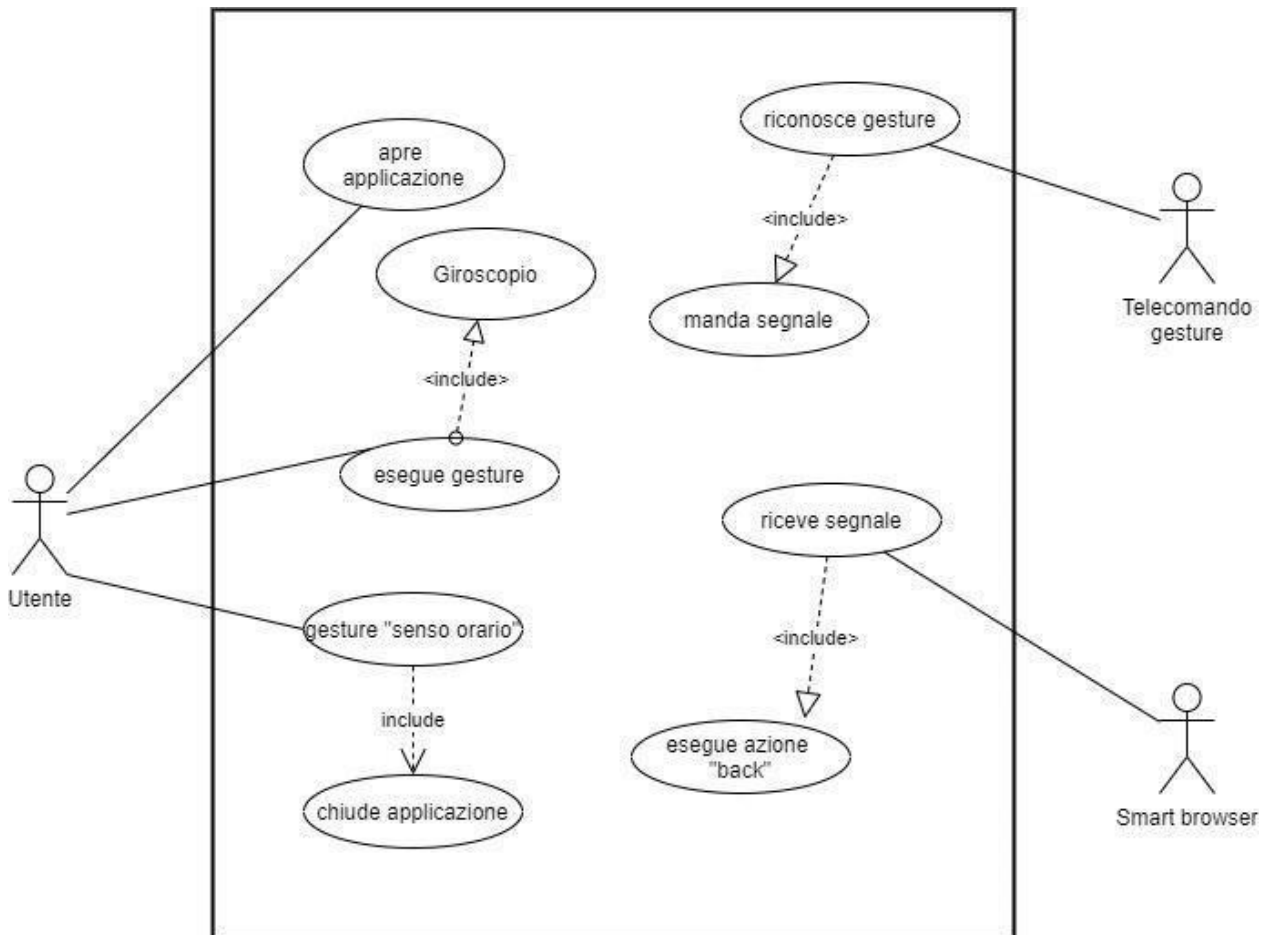 riconosce gesture
apre
applicazione
<include>
Giroscopio
manda segnale
Telecomando
gesture
<include>
esegue gesture
riceve segnale
Utente
gesture "senso orario"
<include>
include
esegue azione
"back"
chiude applicazione
Smart browser